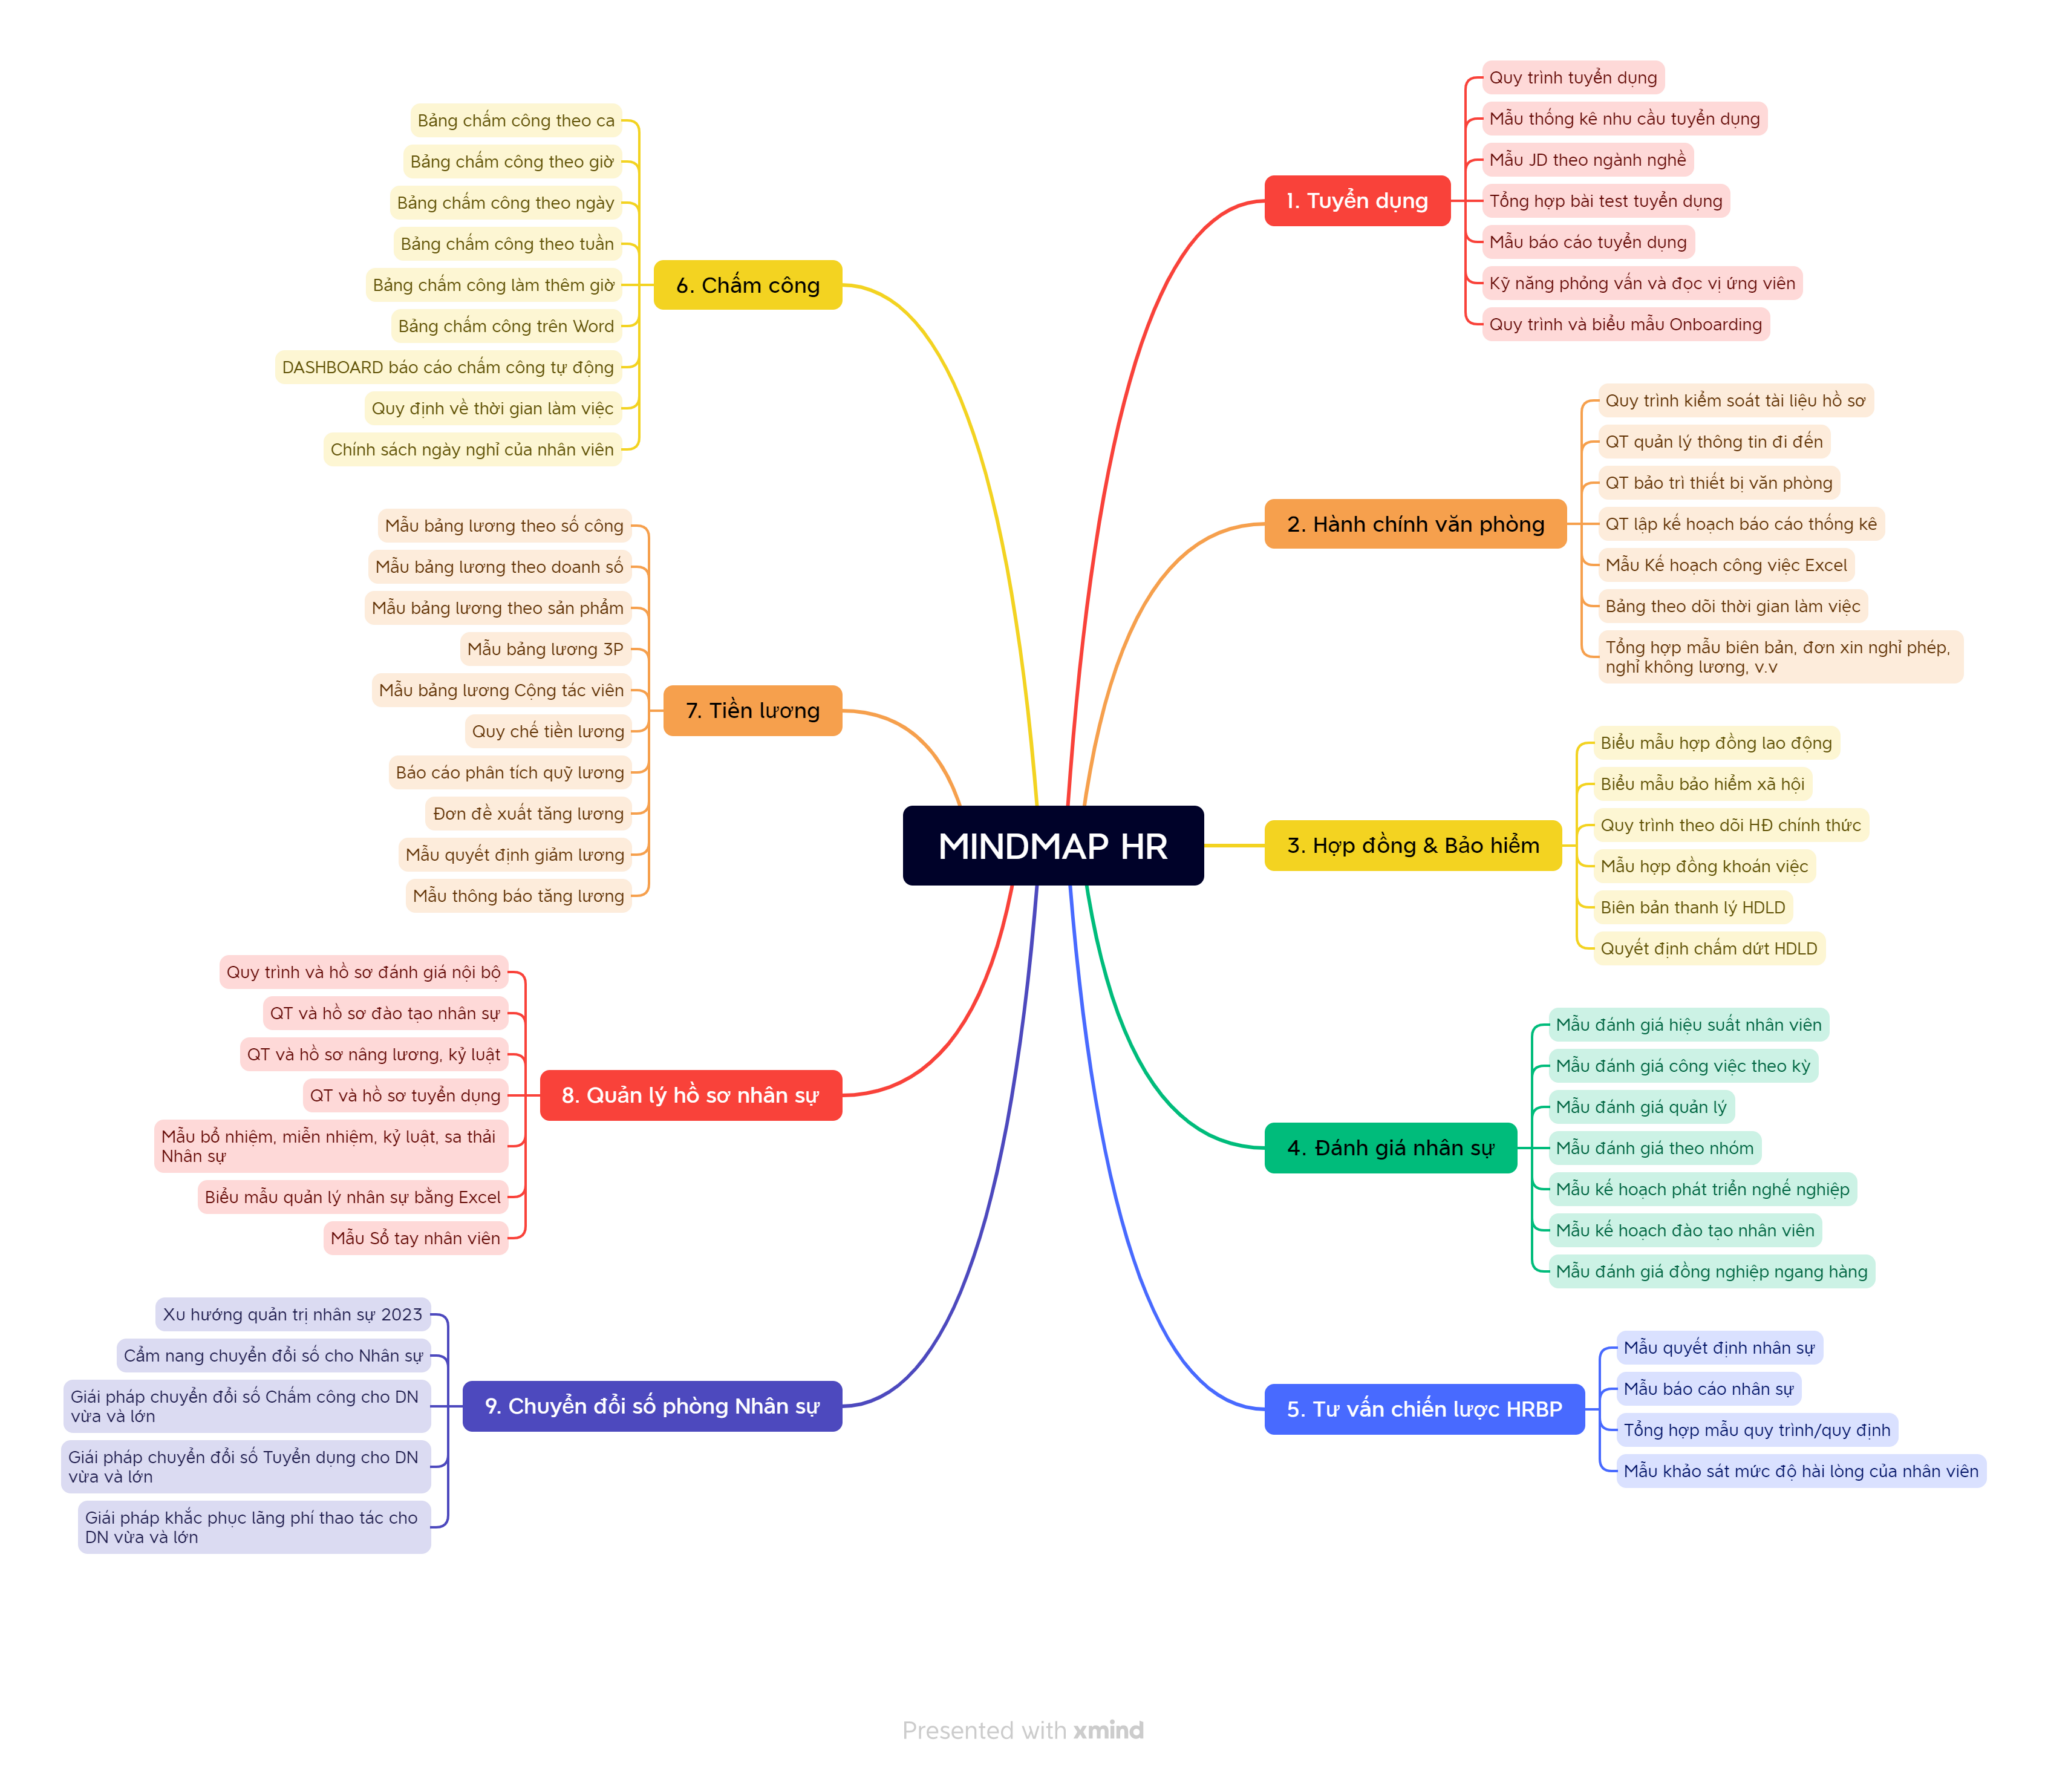 MINDMAP HR
1. Tuyển dụng
Quy trình tuyển dụng
Mẫu thống kê nhu cầu tuyển dụng
Mẫu JD theo ngành nghề
Tổng hợp bài test tuyển dụng
Mẫu báo cáo tuyển dụng
Kỹ năng phỏng vấn và đọc vị ứng viên
Quy trình và biểu mẫu Onboarding
2. Hành chính văn phòng
Quy trình kiểm soát tài liệu hồ sơ
QT quản lý thông tin đi đến
QT bảo trì thiết bị văn phòng
QT lập kế hoạch báo cáo thống kê
Mẫu Kế hoạch công việc Excel
Bảng theo dõi thời gian làm việc
Tổng hợp mẫu biên bản, đơn xin nghỉ phép,
nghỉ không lương, v.v
3. Hợp đồng & Bảo hiểm
Biểu mẫu hợp đồng lao động
Biểu mẫu bảo hiểm xã hội
Quy trình theo dõi HĐ chính thức
Mẫu hợp đồng khoán việc
Biên bản thanh lý HDLD
Quyết định chấm dứt HDLD
4. Đánh giá nhân sự
Mẫu đánh giá hiệu suất nhân viên
Mẫu đánh giá công việc theo kỳ
Mẫu đánh giá quản lý
Mẫu đánh giá theo nhóm
Mẫu kế hoạch phát triển nghế nghiệp
Mẫu kế hoạch đào tạo nhân viên
Mẫu đánh giá đồng nghiệp ngang hàng
5. Tư vấn chiến lược HRBP
Mẫu quyết định nhân sự
Mẫu báo cáo nhân sự
Tổng hợp mẫu quy trình/quy định
Mẫu khảo sát mức độ hài lòng của nhân viên
6. Chấm công
Bảng chấm công theo ca
Bảng chấm công theo giờ
Bảng chấm công theo ngày
Bảng chấm công theo tuần
Bảng chấm công làm thêm giờ
Bảng chấm công trên Word
DASHBOARD báo cáo chấm công tự động
Quy định về thời gian làm việc
Chính sách ngày nghỉ của nhân viên
7. Tiền lương
Mẫu bảng lương theo số công
Mẫu bảng lương theo doanh số
Mẫu bảng lương theo sản phẩm
Mẫu bảng lương 3P
Mẫu bảng lương Cộng tác viên
Quy chế tiền lương
Báo cáo phân tích quỹ lương
Đơn đề xuất tăng lương
Mẫu quyết định giảm lương
Mẫu thông báo tăng lương
8. Quản lý hồ sơ nhân sự
Quy trình và hồ sơ đánh giá nội bộ
QT và hồ sơ đào tạo nhân sự
QT và hồ sơ nâng lương, kỷ luật
QT và hồ sơ tuyển dụng
Mẫu bổ nhiệm, miễn nhiệm, kỷ luật, sa thải
Nhân sự
Biểu mẫu quản lý nhân sự bằng Excel
Mẫu Sổ tay nhân viên
9. Chuyển đổi số phòng Nhân sự
Xu hướng quản trị nhân sự 2023
Cẩm nang chuyển đổi số cho Nhân sự
Giái pháp chuyển đổi số Chấm công cho DN
vừa và lớn
Giái pháp chuyển đổi số Tuyển dụng cho DN
vừa và lớn
Giái pháp khắc phục lãng phí thao tác cho
DN vừa và lớn
Presented with xmind